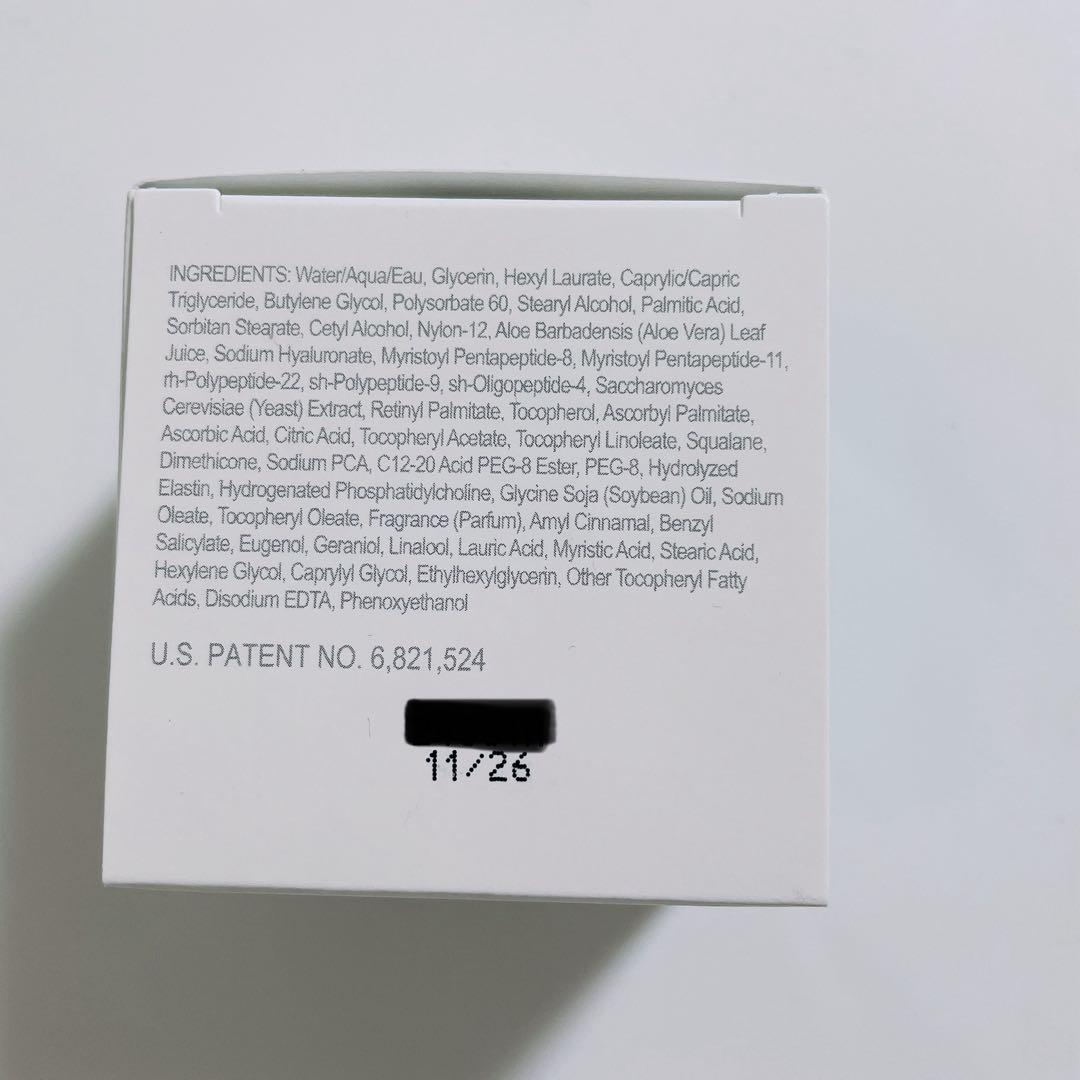 INGREDIENTS: Water/Aqua/Eau, Glycerin, Hexyl Laurate, Caprylic/Capric
Triglyceride, Butylene Glycol, Polysorbate 60, Stearyl Alcohol, Palmitic Acid,
Sorbitan Stearate, Cetyl Alcohol, Nylon-12, Aloe Barbadensis (Aloe Vera) Leaf
Juice, Sodium Hyaluronate, Myristoyl Pentapeptide-8, Myristoyl Pentapeptide-11,
rh-Polypeptide-22, sh-Polypeptide-9, sh-Oligopeptide-4, Saccharomyces
Cerevisiae (Yeast) Extract, Retinyl Palmitate, Tocopherol, Ascorbyl Palmitate,
Ascorbic Acid, Citric Acid, Tocopheryl Acetate, Tocopheryl Linoleate, Squalane,
Dimethicone, Sodium PCA, C12-20 Acid PEG-8 Ester, PEG-8, Hydrolyzed
Elastin, Hydrogenated Phosphatidylcholine, Glycine Soja (Soybean) Oil, Sodium
Oleate, Tocopheryl Oleate, Fragrance (Parfum), Amyl Cinnamal, Benzyl
Salicylate, Eugenol, Geraniol, Linalool, Lauric Acid, Myristic Acid, Stearic Acid,
Hexylene Glycol, Caprylyl Glycol, Ethylhexylglycerin, Other Tocopheryl Fatty
Acids, Disodium EDTA, Phenoxyethanol
U.S. PATENT NO. 6,821,524
11/26